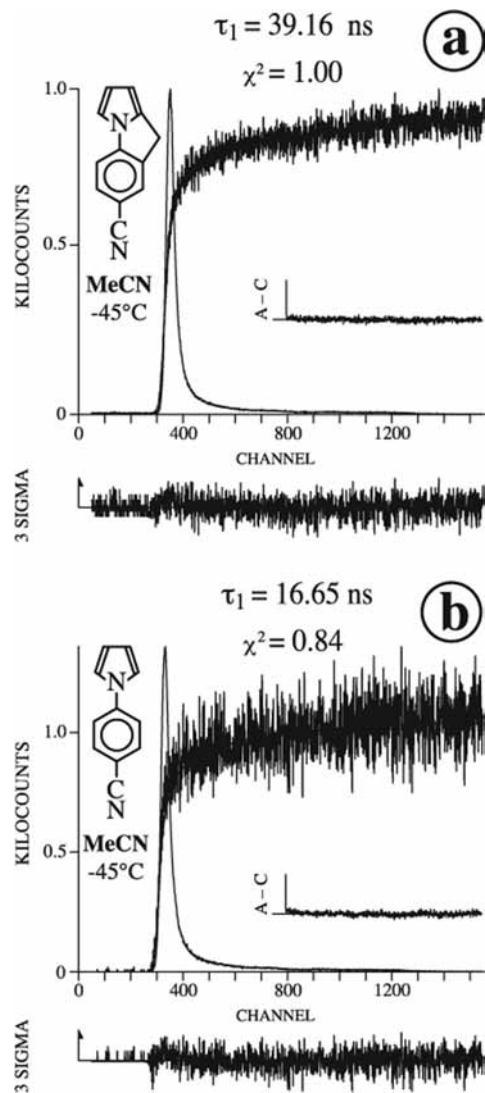 τ₁ = 39.16 ns
a
χ² = 1.00
1.0
0.5
0
KILOCOUNTS
N
C
N
MeCN
-45°C
A – C
0 400 800 1200
CHANNEL
3 SIGMA
τ₁ = 16.65 ns
b
χ² = 0.84
1.0
0.5
0
KILOCOUNTS
N
C
N
MeCN
-45°C
A – C
0 400 800 1200
CHANNEL
3 SIGMA